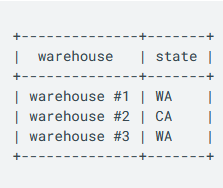 +--------------+-------+
|  warehouse   | state |
+--------------+-------+
| warehouse #1 | WA    |
| warehouse #2 | CA    |
| warehouse #3 | WA    |
+--------------+-------+